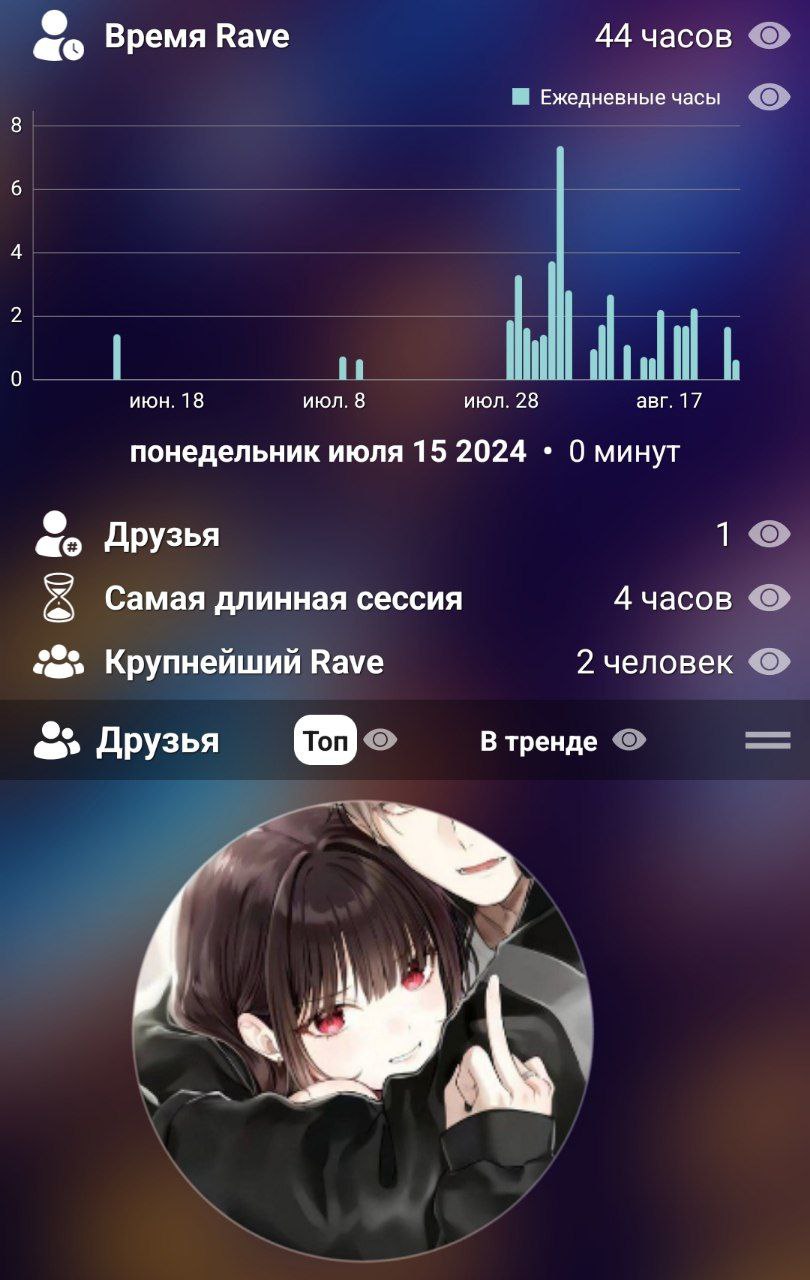 Время Rave 44 часов
Ежедневные часы
8
6
4
2
0
июн. 18 июл. 8 июл. 28 авг. 17
понедельник июля 15 2024 • 0 минут
# Друзья 1
Самая длинная сессия 4 часов
Крупнейший Rave 2 человек
Друзья Топ В тренде